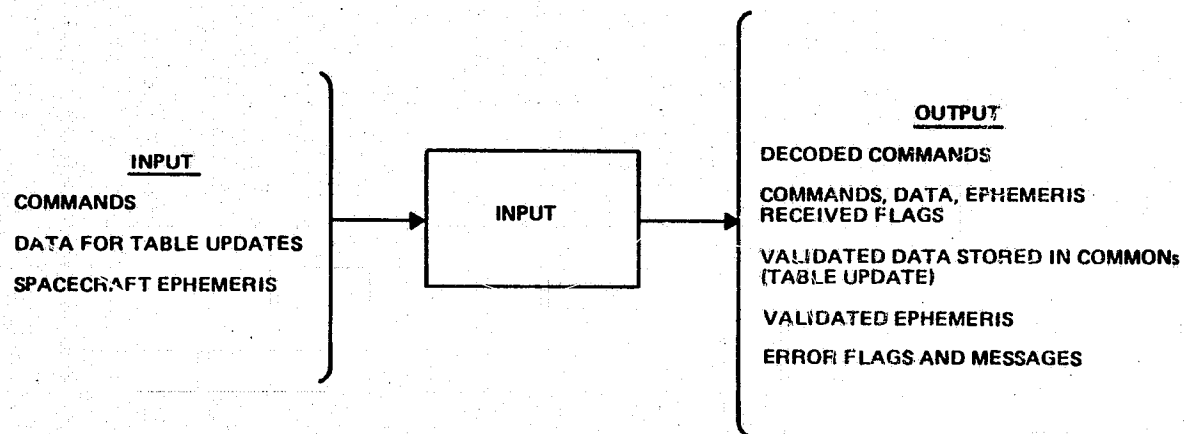 INPUT
COMMANDS
DATA FOR TABLE UPDATES
SPACECRAFT EPHEMERIS
INPUT
OUTPUT
DECODED COMMANDS
COMMANDS, DATA, EPHEMERIS
RECEIVED FLAGS
VALIDATED DATA STORED IN COMMONs
(TABLE UPDATE)
VALIDATED EPHEMERIS
ERROR FLAGS AND MESSAGES